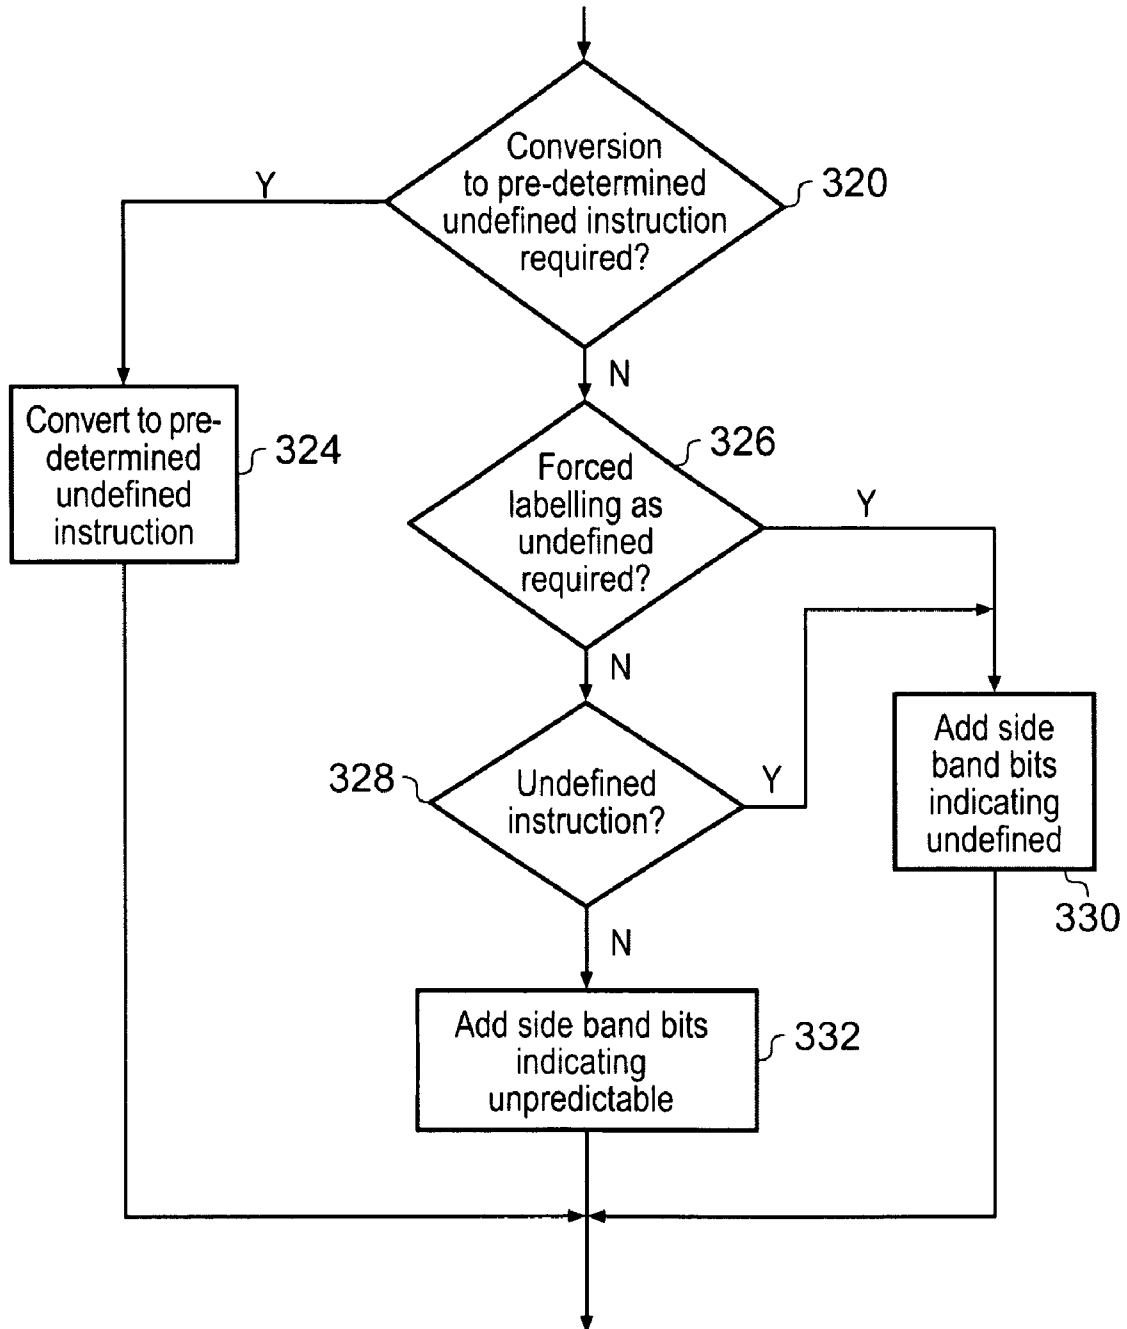 Conversion
to pre-determined
undefined instruction
required?
320
Y
N
Convert to pre-
determined
undefined
instruction
324
326
Forced
labelling as
undefined
required?
Y
N
328
Undefined
instruction?
Y
Add side
band bits
indicating
undefined
330
N
Add side band bits
indicating
unpredictable
332